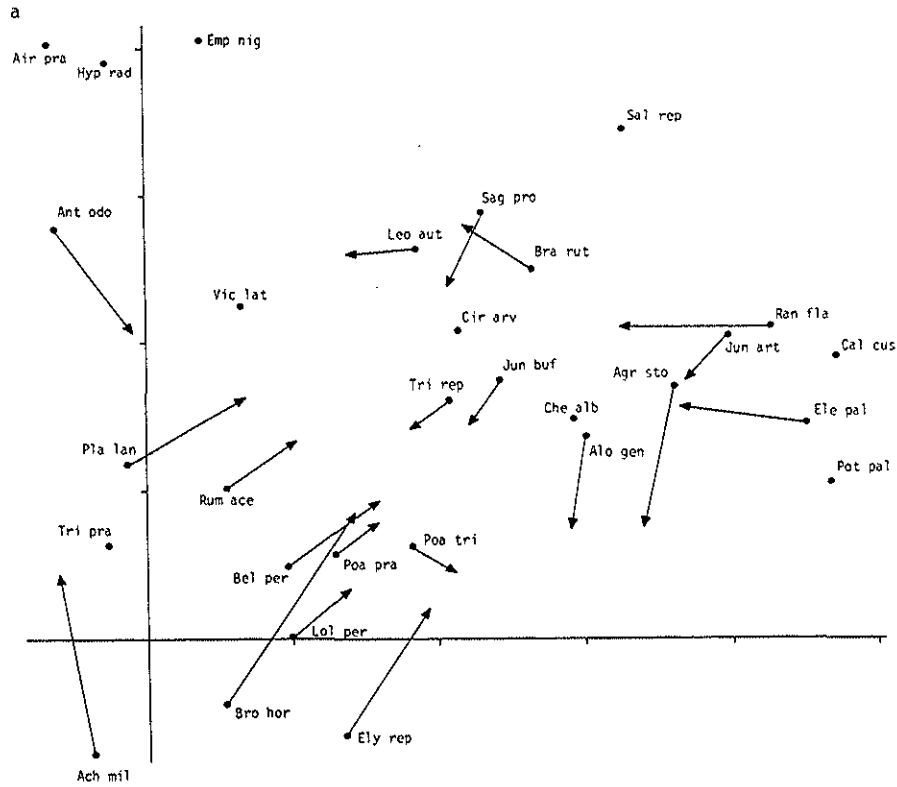 a
Emp nig
Air pra
Hyp rad
Sal rep
Sag pro
Ant odo
Leo aut
Bra rut
Vic lat
Ran fla
Cir arv
Jun art
Cal cus
Jun buf
Agr sto
Tri rep
Che alb
Ele pal
Pla lan
Alo gen
Pot pal
Rum ace
Tri pra
Poa tri
Bel per
Poa pra
Lol per
Bro hor
Ely rep
Ach mil